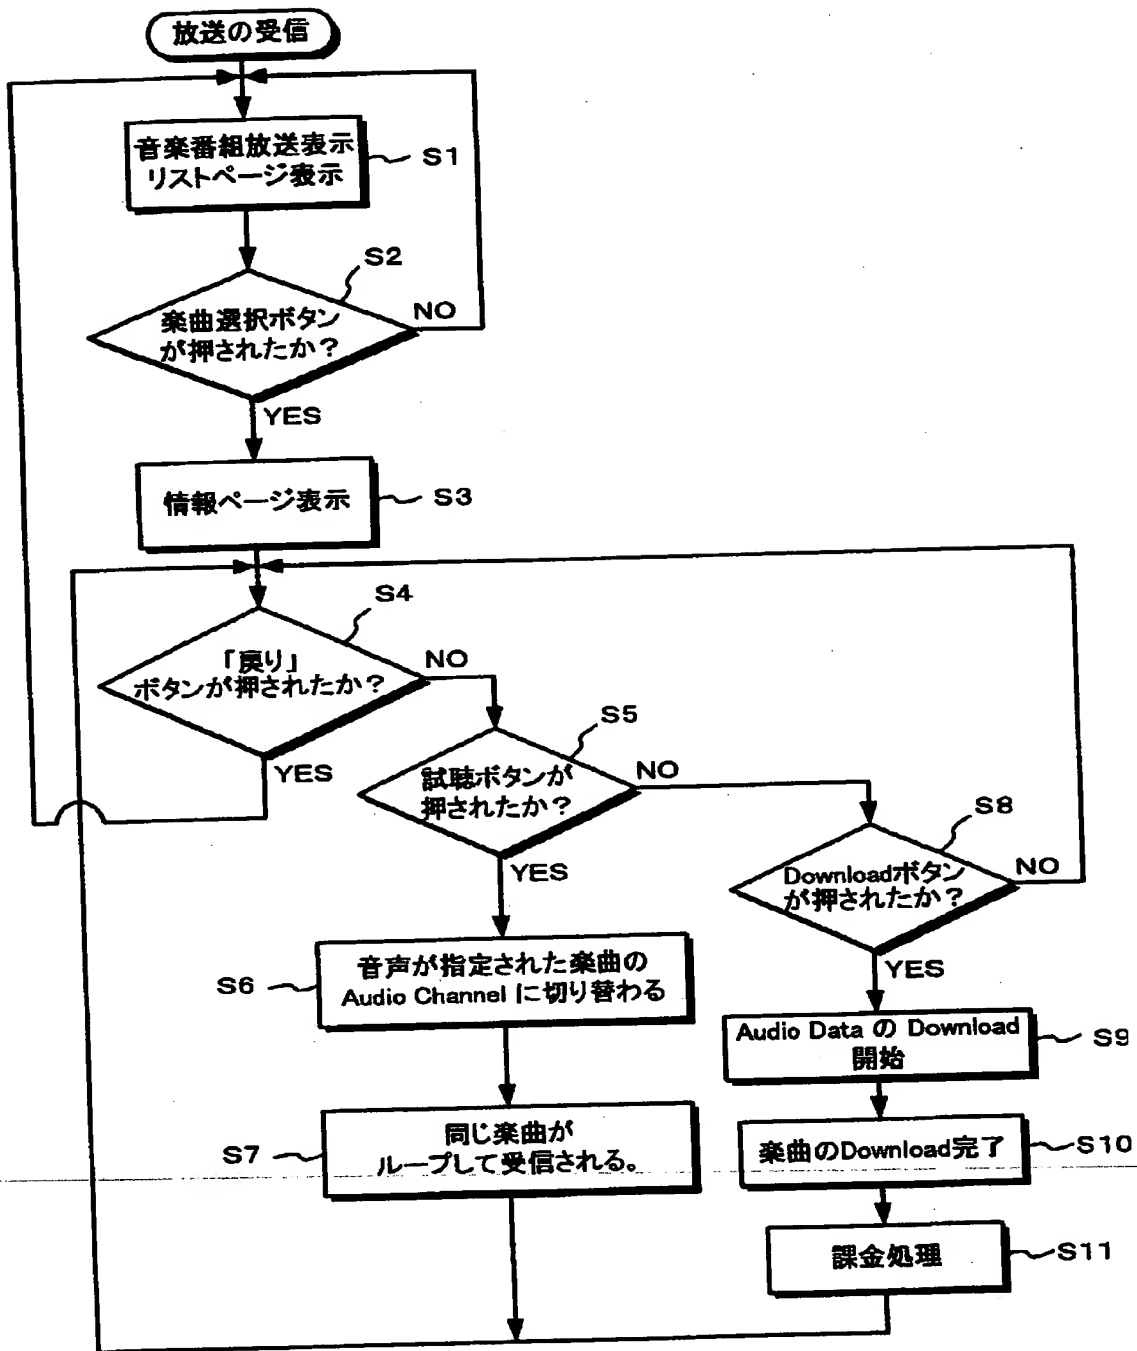 放送の受信
音楽番組放送表示
リストページ表示
S1
S2
楽曲選択ボタン
が押されたか？
NO
YES
情報ページ表示
S3
S4
「戻り」
ボタンが押されたか？
NO
YES
S5
試聴ボタンが
押されたか？
NO
YES
S8
Downloadボタン
が押されたか？
NO
YES
S6
音声が指定された楽曲の
Audio Channel に切り替わる
Audio Data の Download
開始
S9
S7
同じ楽曲が
ループして受信される。
楽曲のDownload完了
S10
課金処理
S11